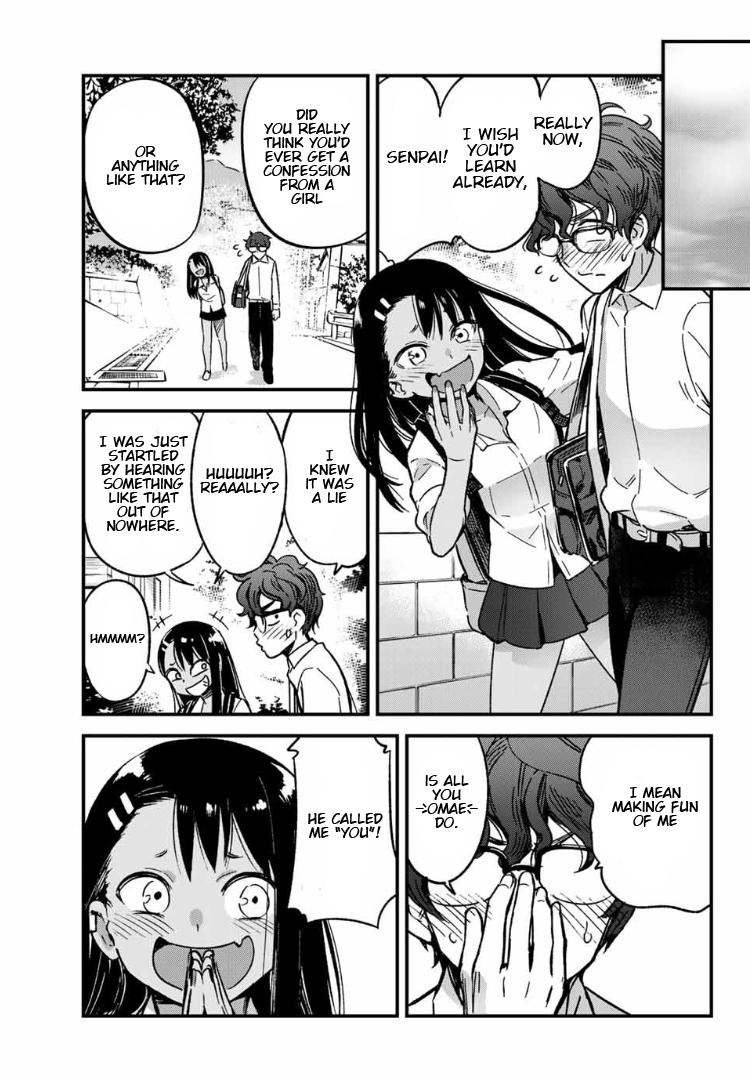 REALLY
NOW,
I WISH
YOU'D
LEARN
ALREADY,
SENPAI!
DID
YOU REALLY
THINK YOU'D
EVER GET A
CONFESSION
FROM A
GIRL
OR
ANYTHING
LIKE THAT?
I
KNEW
IT WAS
A LIE
HUUUUH?
REAAALLY?
I WAS JUST
STARTLED
BY HEARING
SOMETHING
LIKE THAT
OUT OF
NOWHERE.
HMMMM?
I MEAN
MAKING FUN
OF ME
IS ALL
YOU
->OMAE<-
DO.
HE CALLED
ME "YOU"!